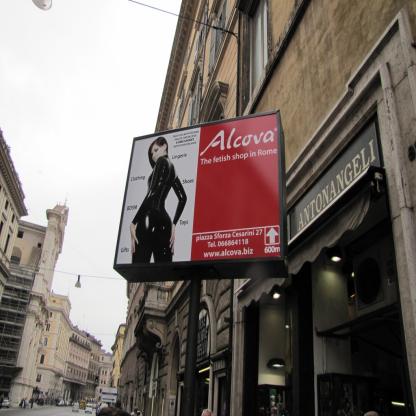 Alcova
The fetish shop in Rome
Lingerie
Clothing
Shoes
BDSM
Toys
Gifts
piazza Sforza Cesarini 27
Tel. 066864118
www.alcova.biz
600m
ANTONANGELI